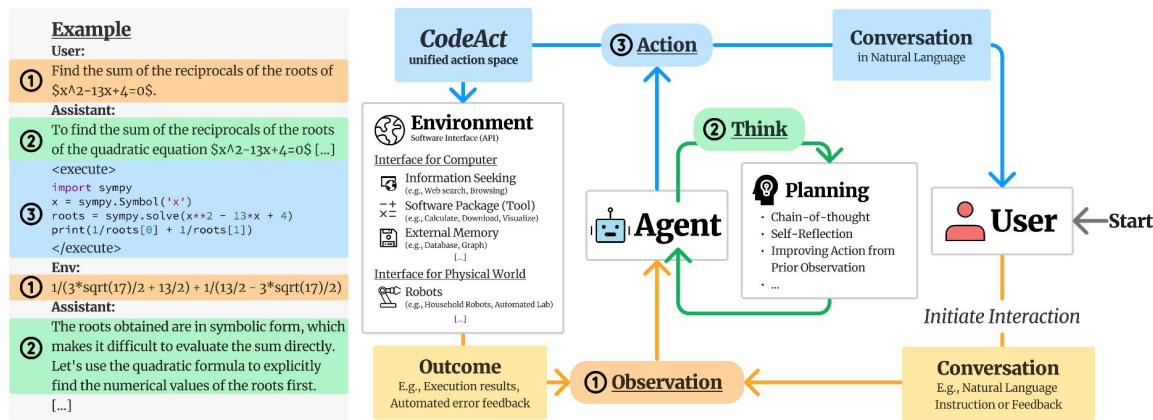 Example
User:
① Find the sum of the reciprocals of the roots of
$x^2-13x+4=0$.
Assistant:
② To find the sum of the reciprocals of the roots
of the quadratic equation $x^2-13x+4=0$ [...]
<execute>
import sympy
x = sympy.Symbol('x')
③ roots = sympy.solve(x**2 - 13*x + 4)
print(1/roots[0] + 1/roots[1])
</execute>
Env:
① 1/(3*sqrt(17)/2 + 13/2) + 1/(13/2 - 3*sqrt(17)/2)
Assistant:
The roots obtained are in symbolic form, which
② makes it difficult to evaluate the sum directly.
Let's use the quadratic formula to explicitly
find the numerical values of the roots first.
[...]
CodeAct
unified action space
③ Action
Conversation
in Natural Language
Environment
Software Interface (API)
Interface for Computer
Information Seeking
(e.g., Web search, Browsing)
Software Package (Tool)
(e.g., Calculate, Download, Visualize)
External Memory
(e.g., Database, Graph)
[...]
Interface for Physical World
Robots
(e.g., Household Robots, Automated Lab)
[...]
② Think
Agent
Planning
· Chain-of-thought
· Self-Reflection
· Improving Action from
Prior Observation
· ...
User
Start
Initiate Interaction
Outcome
E.g., Execution results,
Automated error feedback
① Observation
Conversation
E.g., Natural Language
Instruction or Feedback